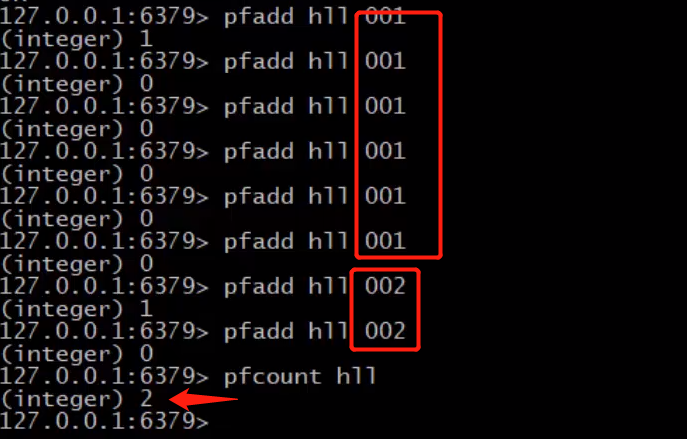 127.0.0.1:6379> pfadd hll 001
(integer) 1
127.0.0.1:6379> pfadd hll 001
(integer) 0
127.0.0.1:6379> pfadd hll 001
(integer) 0
127.0.0.1:6379> pfadd hll 001
(integer) 0
127.0.0.1:6379> pfadd hll 001
(integer) 0
127.0.0.1:6379> pfadd hll 001
(integer) 0
127.0.0.1:6379> pfadd hll 002
(integer) 1
127.0.0.1:6379> pfadd hll 002
(integer) 0
127.0.0.1:6379> pfcount hll
(integer) 2
127.0.0.1:6379>